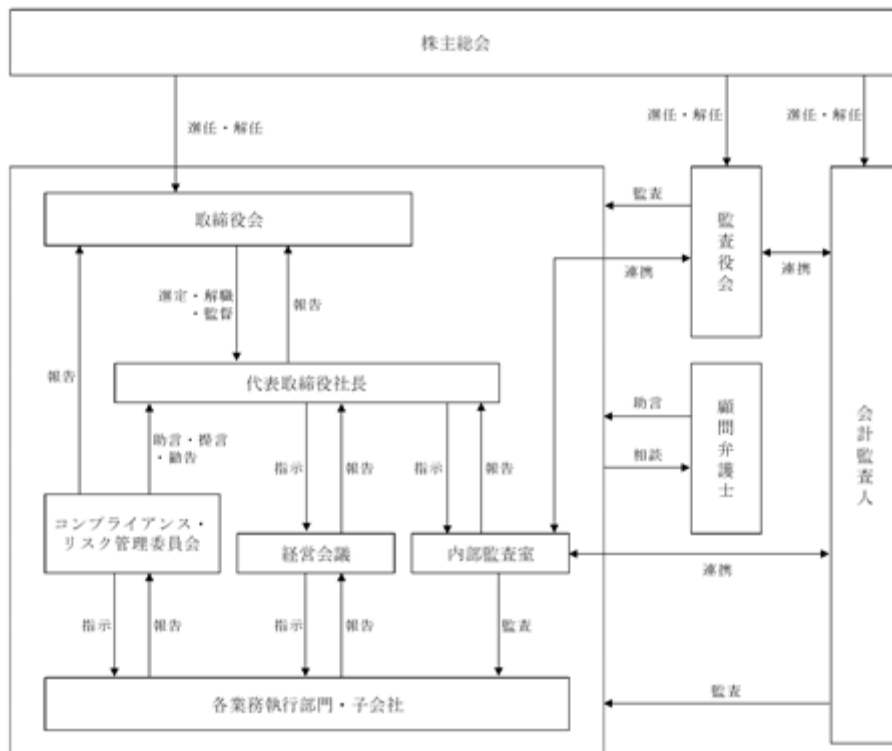 株主総会
選任・解任
選任・解任
選任・解任
取締役会
監査
監査役会
連携
連携
選定・解職
・監督
報告
代表取締役社長
報告
助言・提言
・勧告
指示
報告
指示
報告
助言
相談
顧問弁護士
会計監査人
コンプライアンス・
リスク管理委員会
経営会議
内部監査室
連携
指示
報告
指示
報告
監査
各業務執行部門・子会社
監査